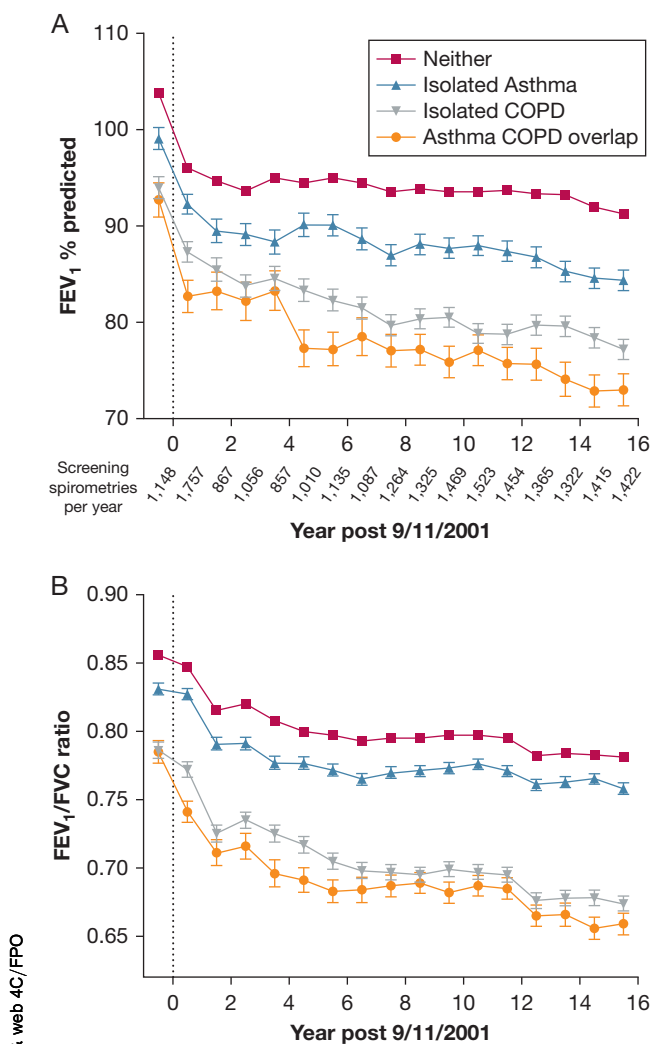 A
110
100
90
80
70
FEV1 % predicted
Neither
Isolated Asthma
Isolated COPD
Asthma COPD overlap
0 2 4 6 8 10 12 14 16
Screening
spirometries
per year
1,148 1,757 867 1,056 857 1,010 1,135 1,087 1,264 1,325 1,469 1,523 1,454 1,365 1,322 1,415 1,422
Year post 9/11/2001
B
0.90
0.85
0.80
0.75
0.70
0.65
FEV1/FVC ratio
0 2 4 6 8 10 12 14 16
Year post 9/11/2001
web 4C/FPO